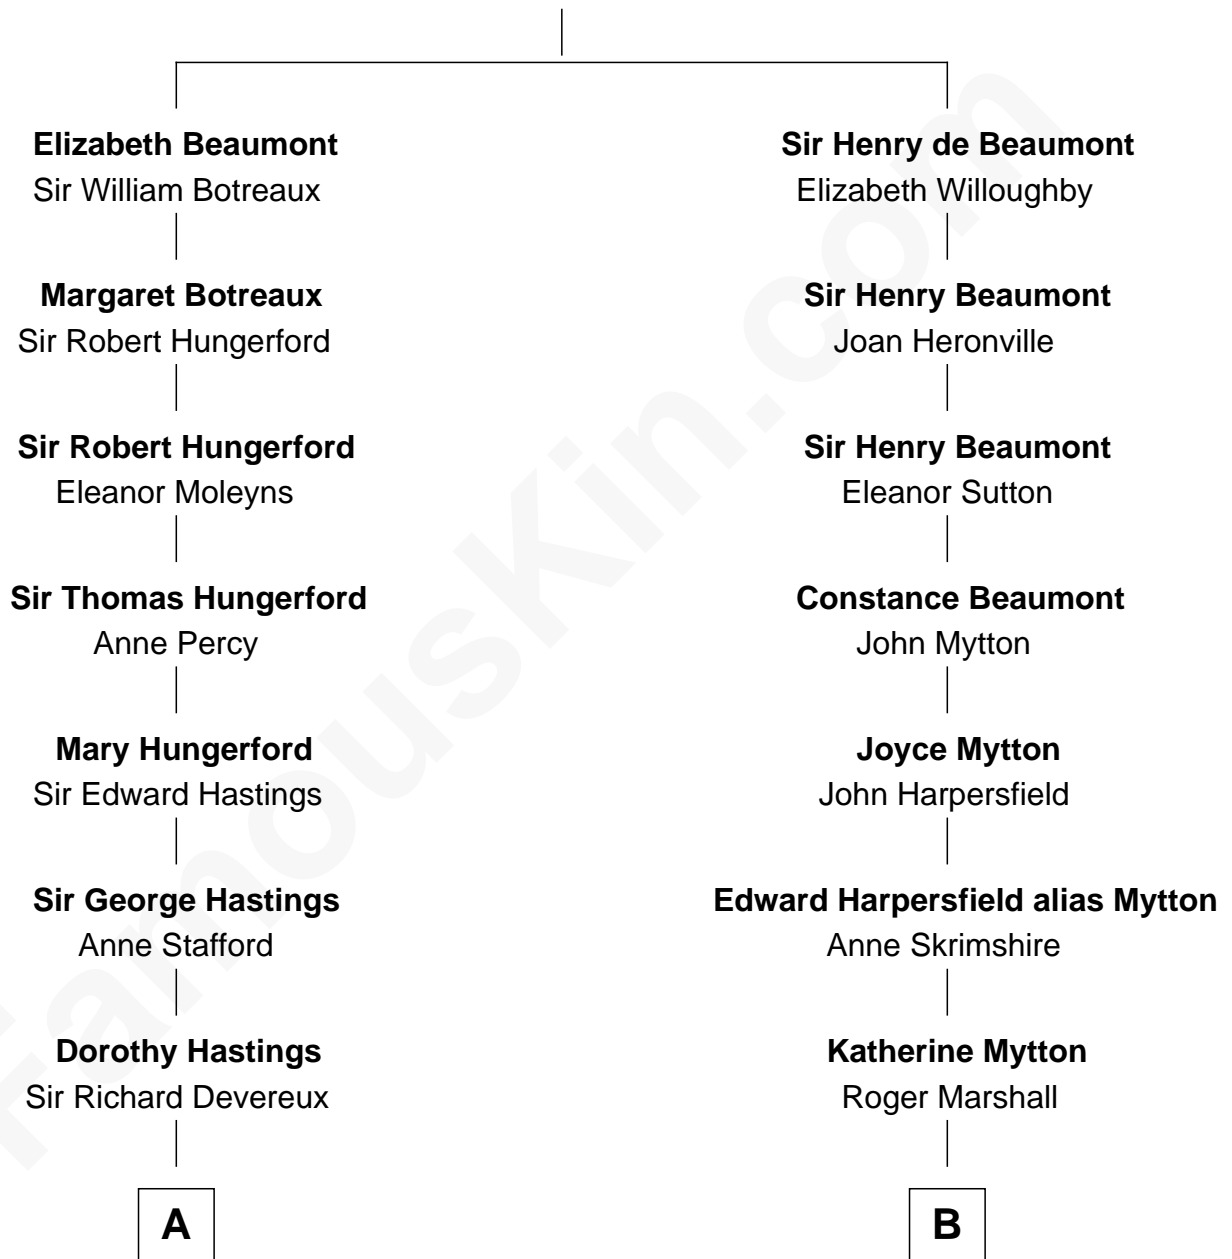 Elizabeth Beaumont
Sir William Botreaux
Margaret Botreaux
Sir Robert Hungerford
Sir Robert Hungerford
Eleanor Moleyns
Sir Thomas Hungerford
Anne Percy
Mary Hungerford
Sir Edward Hastings
Sir George Hastings
Anne Stafford
Dorothy Hastings
Sir Richard Devereux
A
Sir Henry de Beaumont
Elizabeth Willoughby
Sir Henry Beaumont
Joan Heronville
Sir Henry Beaumont
Eleanor Sutton
Constance Beaumont
John Mytton
Joyce Mytton
John Harpersfield
Edward Harpersfield alias Mytton
Anne Skrimshire
Katherine Mytton
Roger Marshall
B
FamousKin.com